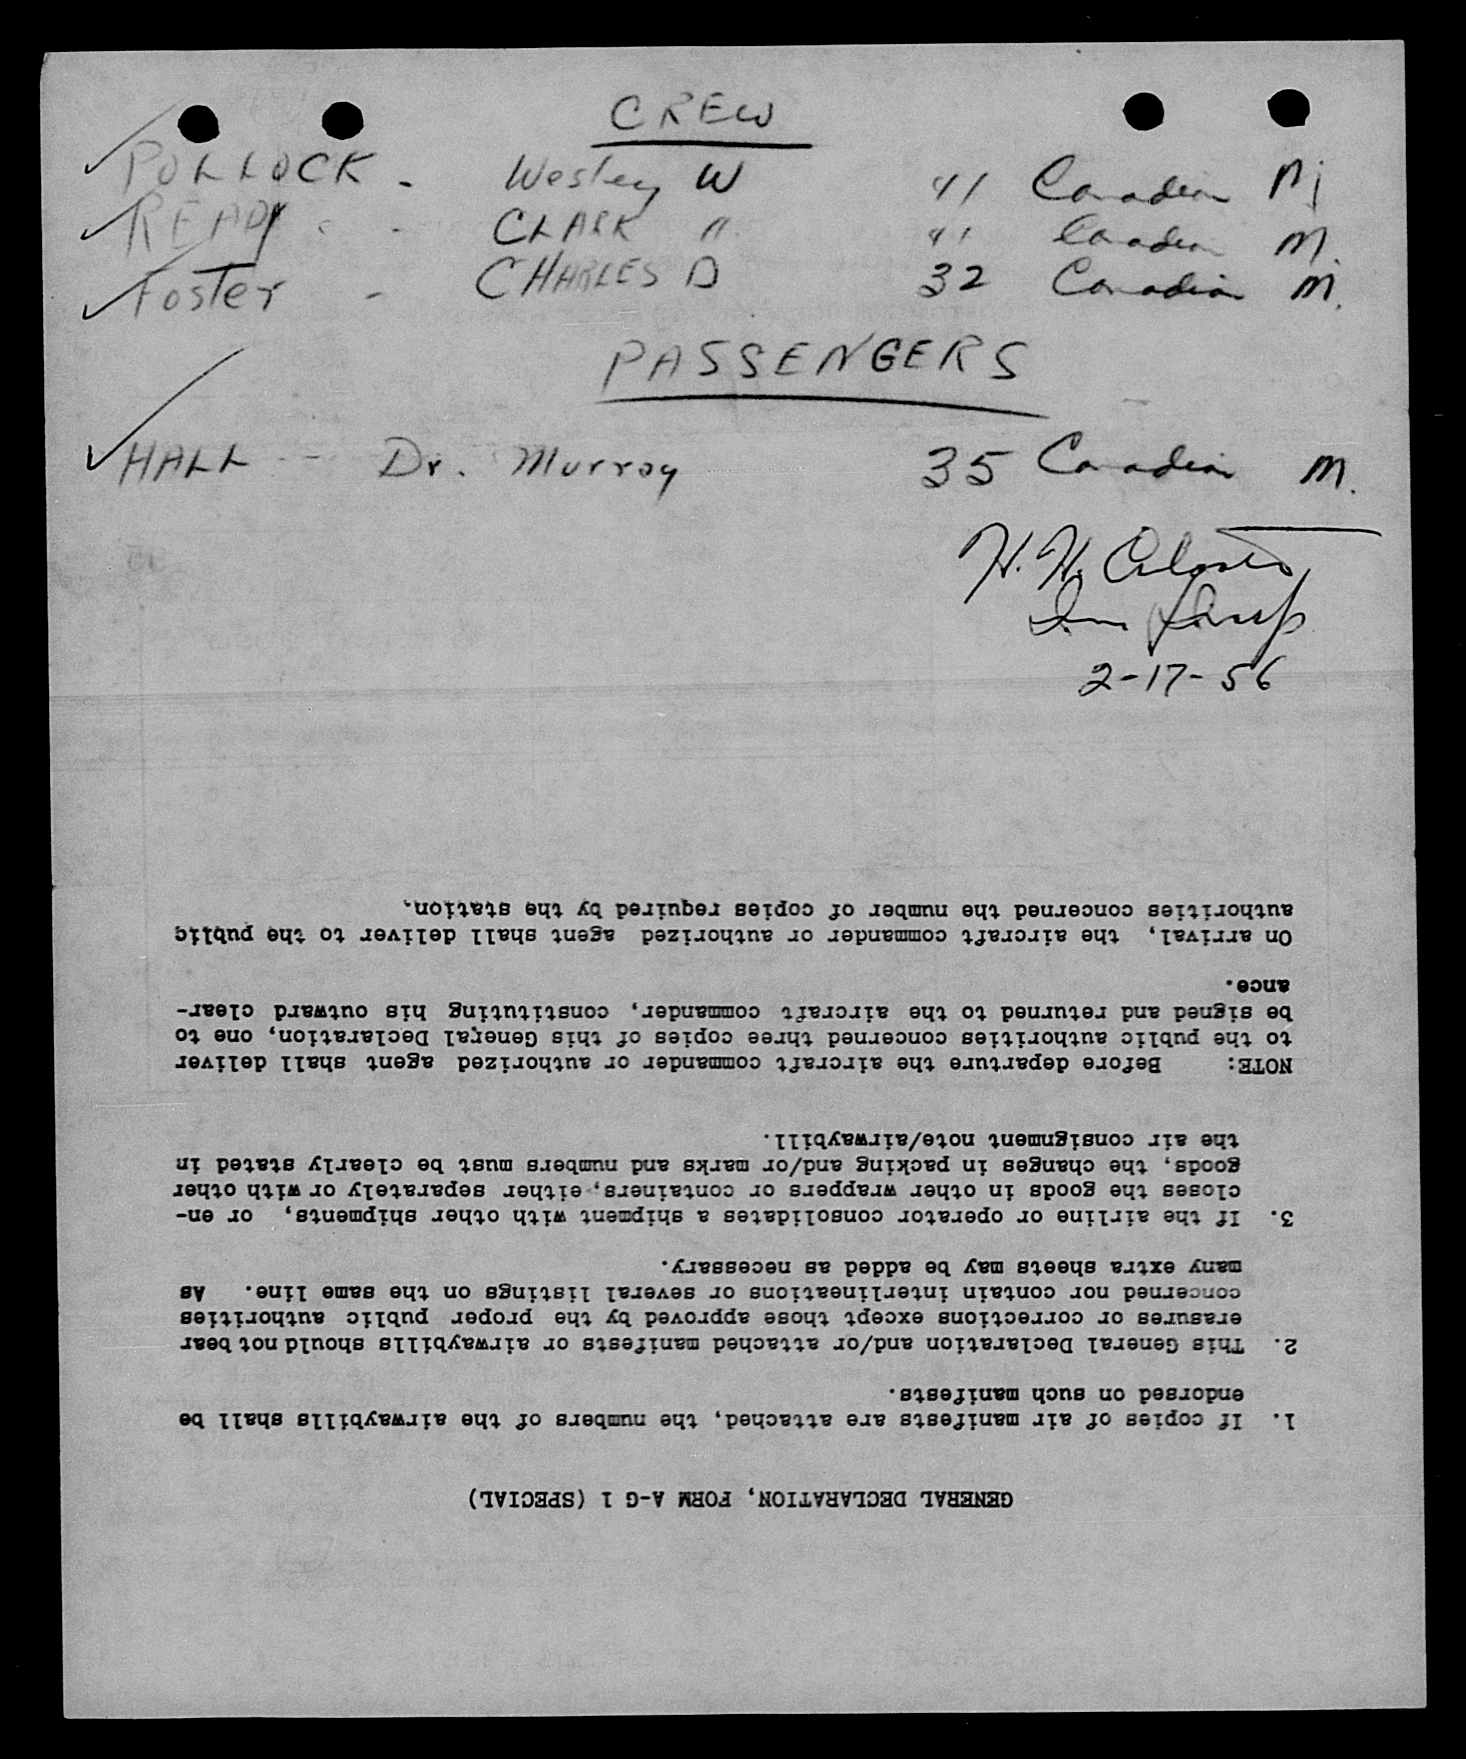 CREW
POLLOCK - Wesley W 41 Canadian M
READY - - CLARK " 41 Canadian M.
Foster - CHARLES D 32 Canadian M.
PASSENGERS
HALL - - Dr. Murray 35 Canadian M.
H. H.
Imm Insp
2-17-56
GENERAL DECLARATION, FORM A-G 1 (SPECIAL)
1. If copies of air manifests are attached, the numbers of the airwaybills shall be
endorsed on such manifests.
2. This General Declaration and/or attached manifests or airwaybills should not bear
erasures or corrections except those approved by the proper public authorities
concerned nor contain interlineations or several listings on the same line. As
many extra sheets may be added as necessary.
3. If the airline or operator consolidates a shipment with other shipments, or en-
closes the goods in other wrappers or containers, either separately or with other
goods, the changes in packing and/or marks and numbers must be clearly stated in
the air consignment note/airwaybill.
NOTE: Before departure the aircraft commander or authorized agent shall deliver
to the public authorities concerned three copies of this General Declaration, one to
be signed and returned to the aircraft commander, constituting his outward clear-
ance.
On arrival, the aircraft commander or authorized agent shall deliver to the public
authorities concerned the number of copies required by the station.